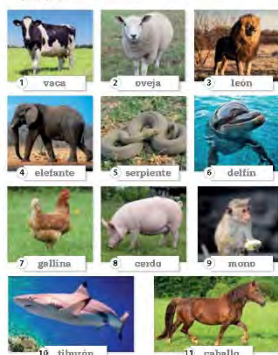 1 vaca
2 oveja
3 león
4 elefante
5 serpiente
6 delfín
7 gallina
8 cerdo
9 mono
10 tiburón
11 caballo